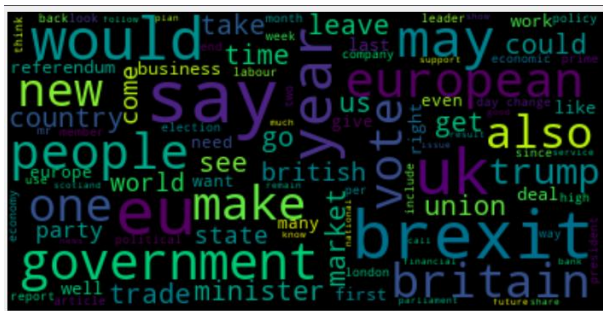 back look follow plan
think
would
may
leader show
work policy
referendum
take
leave
could
business
time
month
week
last
company
support
economic prime
new
come
say
year
european
labour
end
two
country
mr member
us
give
even
day change
like
people
election
need
much
go
vote
right
get
also
result
issue
since service
europe
use
scotland
world
want
see
british
remain
per
uk
trump
deal high
economy
one
eu
make
many
know
national
market
include
union
party
political
state
brexit
call
way
president
government
london
financial
bank
report
well
article
trade
minister
first
britain
parliament
future share